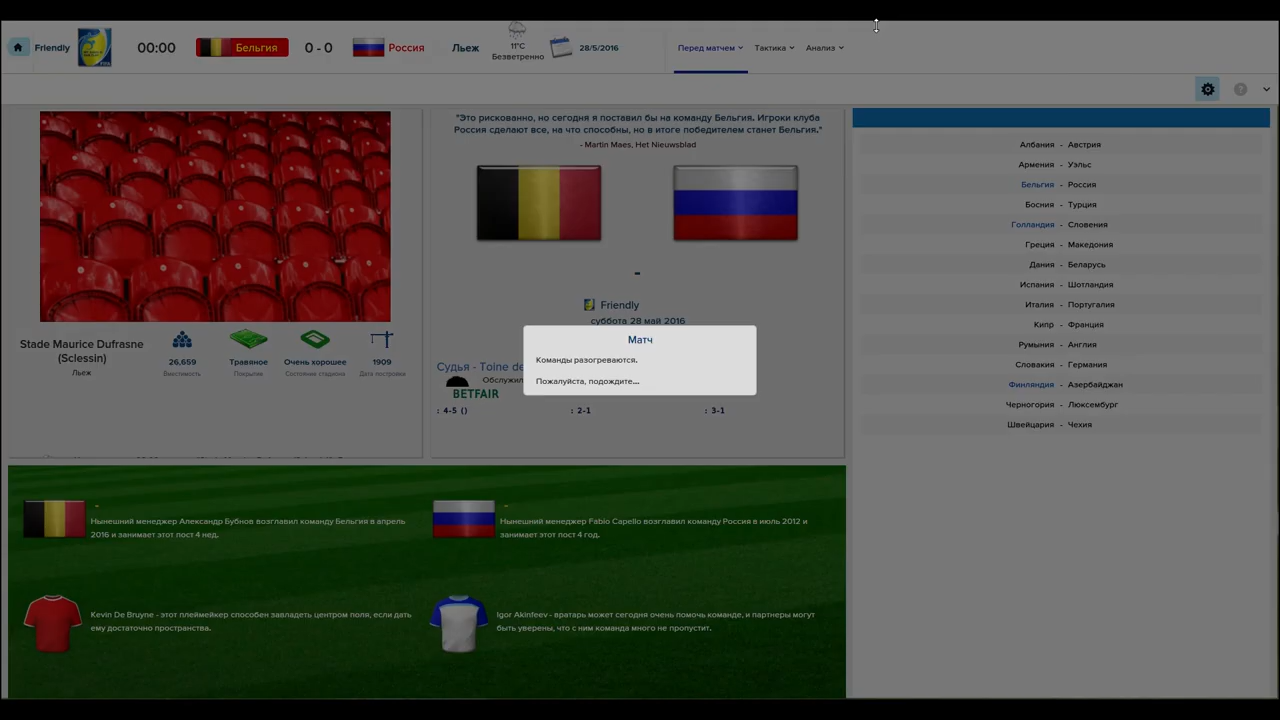 Friendly
00:00
Бельгия
0 - 0
Россия
Льеж
11°C
Безветренно
28/5/2016
Перед матчем
Тактика
Анализ
Stade Maurice Dufrasne
(Sclessin)
Льеж
26,659
Вместимость
Травяное
Покрытие
Очень хорошее
Состояние стадиона
1909
Дата постройки
"Это рискованно, но сегодня я поставил бы на команду Бельгия. Игроки клуба
Россия сделают все, на что способны, но в итоге победителем станет Бельгия."
- Martin Maes, Het Nieuwsblad
-
Friendly
суббота 28 май 2016
Судья - Toine de
Обслужил
BETFAIR
: 4-5 ()
: 2-1
: 3-1
Матч
Команды разогреваются.
Пожалуйста, подождите...
Албания - Австрия
Армения - Уэльс
Бельгия - Россия
Босния - Турция
Голландия - Словения
Греция - Македония
Дания - Беларусь
Испания - Шотландия
Италия - Португалия
Кипр - Франция
Румыния - Англия
Словакия - Германия
Финляндия - Азербайджан
Черногория - Люксембург
Швейцария - Чехия
Нынешний менеджер Александр Бубнов возглавил команду Бельгия в апрель
2016 и занимает этот пост 4 нед.
Нынешний менеджер Fabio Capello возглавил команду Россия в июль 2012 и
занимает этот пост 4 год.
Kevin De Bruyne - этот плеймейкер способен завладеть центром поля, если дать
ему достаточно пространства.
Igor Akinfeev - вратарь может сегодня очень помочь команде, и партнеры могут
быть уверены, что с ним команда много не пропустит.